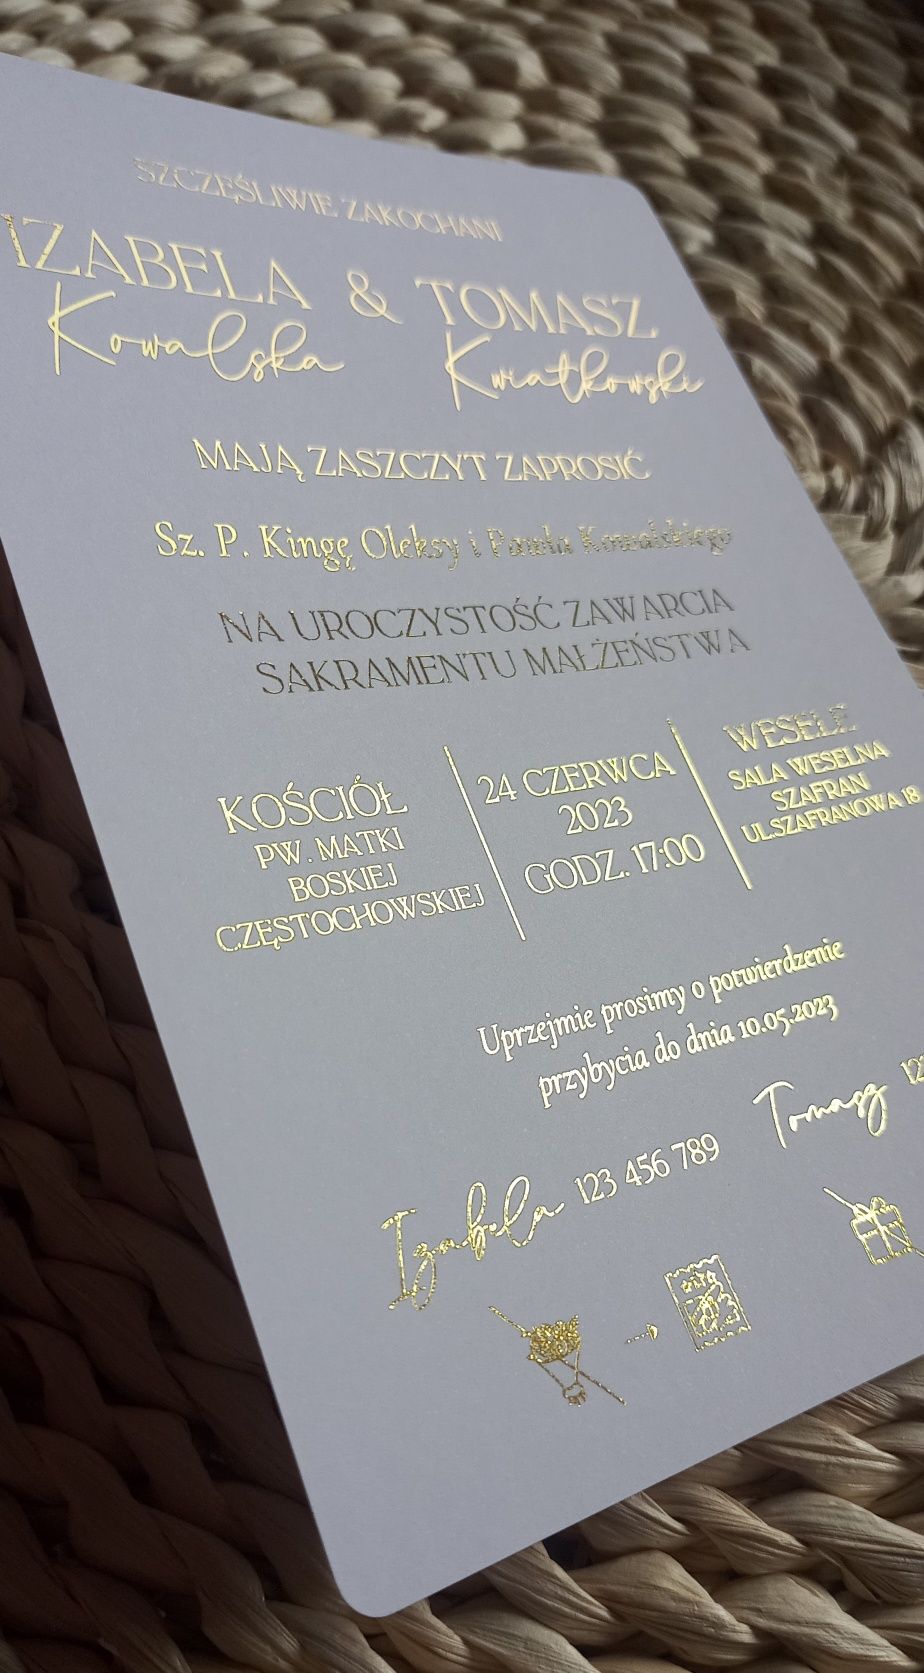 SZCZĘŚLIWIE ZAKOCHANI
IZABELA & TOMASZ
Kowalska Kwiatkowski
MAJĄ ZASZCZYT ZAPROSIĆ
Sz. P. Kingę Oleksy i Pawła Kowalskiego
NA UROCZYSTOŚĆ ZAWARCIA
SAKRAMENTU MAŁŻEŃSTWA
KOŚCIÓŁ
PW. MATKI
BOSKIEJ
CZĘSTOCHOWSKIEJ
24 CZERWCA
2023
GODZ. 17:00
WESELE
SALA WESELNA
SZAFRAN
UL.SZAFRANOWA 18
Uprzejmie prosimy o potwierdzenie
przybycia do dnia 10.05.2023
Izabela 123 456 789
Tomasz